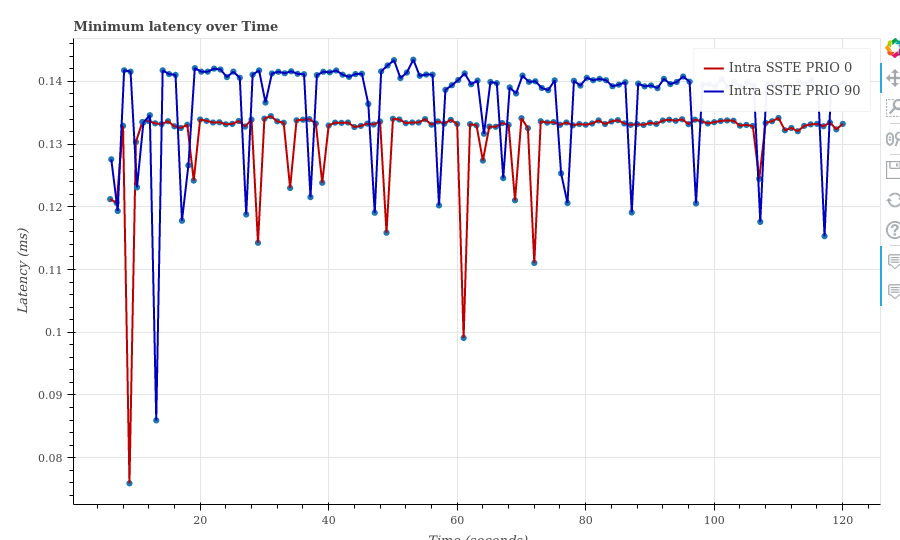 Minimum latency over Time
Intra SSTE PRIO 0
Intra SSTE PRIO 90
Latency (ms)
0.14
0.13
0.12
0.11
0.1
0.09
0.08
20 40 60 80 100 120
Time (seconds)